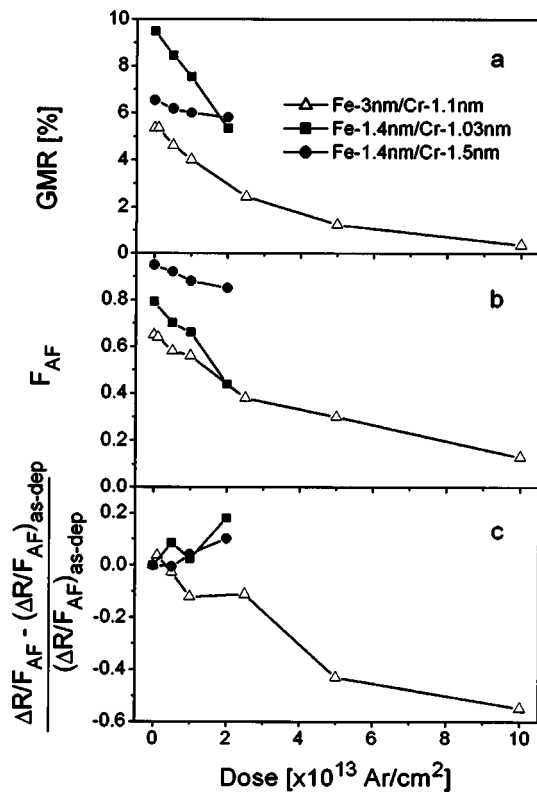 10
8
6
4
2
0
GMR [%]
a
Fe-3nm/Cr-1.1nm
Fe-1.4nm/Cr-1.03nm
Fe-1.4nm/Cr-1.5nm
0.8
0.6
0.4
0.2
0.0
F_AF
b
0.2
0.0
-0.2
-0.4
-0.6
ΔR/F_AF - (ΔR/F_AF)_as-dep
(ΔR/F_AF)_as-dep
c
0 2 4 6 8 10
Dose [x10^13 Ar/cm^2]